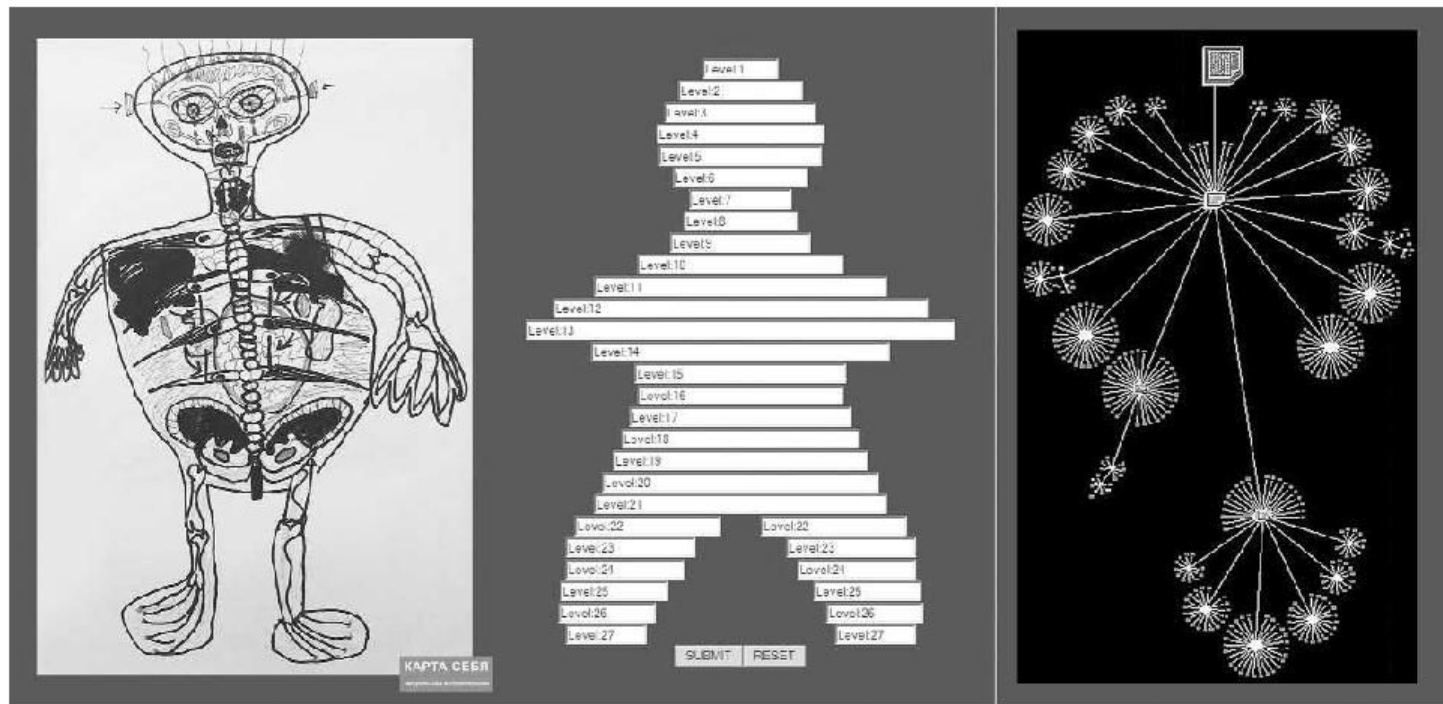 Level:1
Level:2
Level:3
Level:4
Level:5
Level:6
Level:7
Level:8
Level:9
Level:10
Level:11
Level:12
Level:13
Level:14
Level:15
Level:16
Level:17
Level:18
Level:19
Level:20
Level:21
Level:22 Level:22
Level:23 Level:23
Level:24 Level:24
Level:25 Level:25
Level:26 Level:26
Level:27 Level:27
SUBMIT RESET
КАРТА СЕБЯ